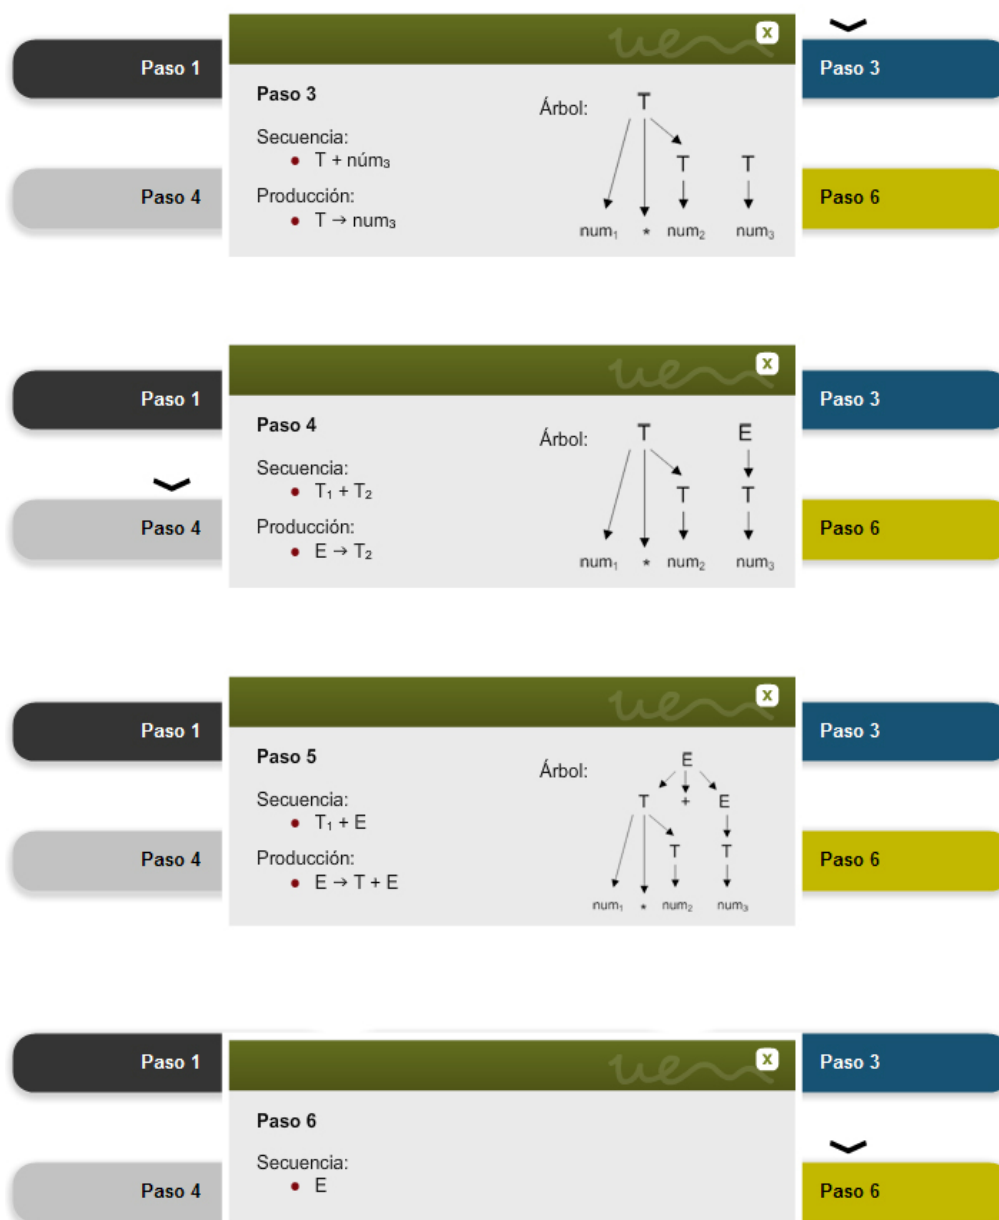 x
Paso 1
Paso 3
Paso 3
Árbol:
T
Secuencia:
• T + núm₃
T T
Paso 4
Producción:
Paso 6
• T → num₃
num₁ * num₂ num₃
x
Paso 1
Paso 3
Paso 4
Árbol:
T E
Secuencia:
• T₁ + T₂
T T
Paso 4
Producción:
Paso 6
• E → T₂
num₁ * num₂ num₃
x
Paso 1
Paso 3
Paso 5
Árbol:
E
Secuencia:
T + E
• T₁ + E
T T
Paso 4
Producción:
Paso 6
• E → T + E
num₁ * num₂ num₃
x
Paso 1
Paso 3
Paso 6
Secuencia:
Paso 4
• E
Paso 6